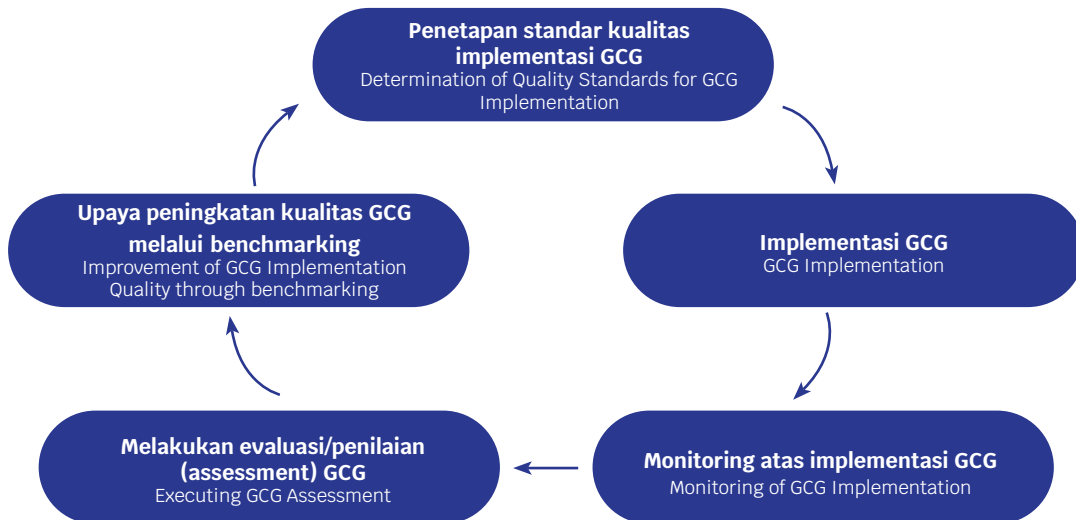 Penetapan standar kualitas
implementasi GCG
Determination of Quality Standards for GCG
Implementation
Upaya peningkatan kualitas GCG
melalui benchmarking
Improvement of GCG Implementation
Quality through benchmarking
Implementasi GCG
GCG Implementation
Melakukan evaluasi/penilaian
(assessment) GCG
Executing GCG Assessment
Monitoring atas implementasi GCG
Monitoring of GCG Implementation